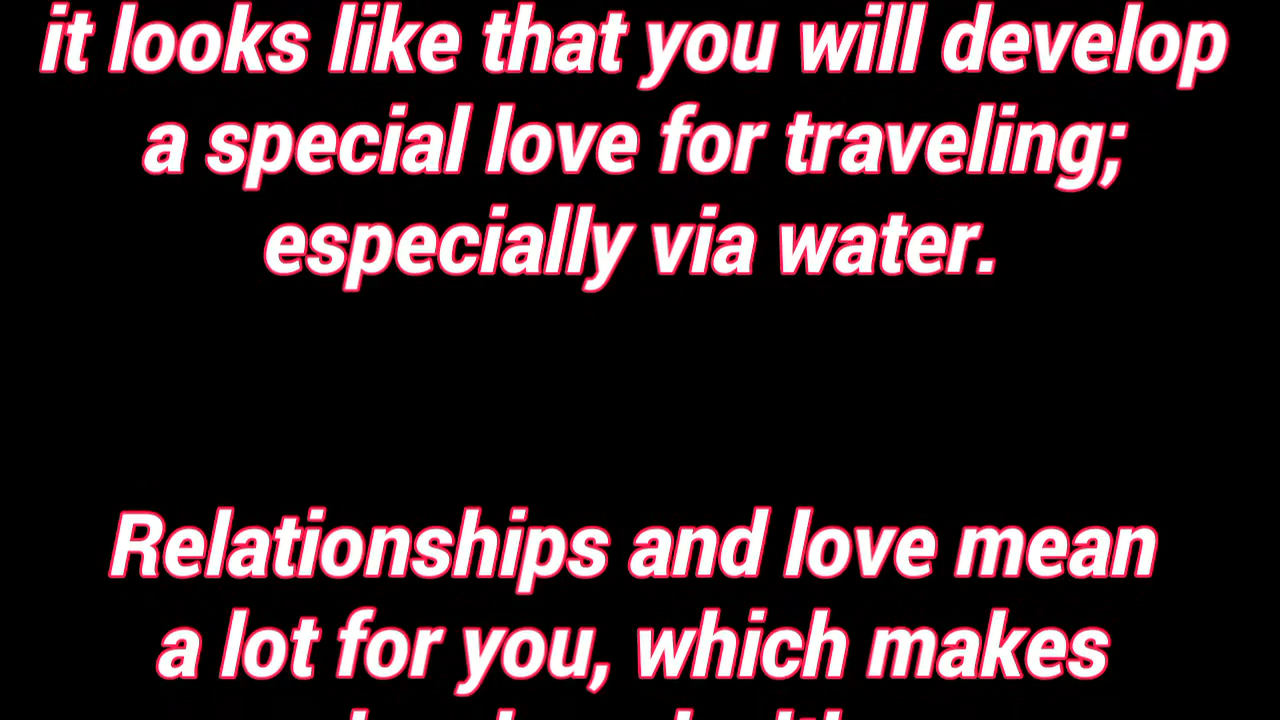 it looks like that you will develop
a special love for traveling;
especially via water.
Relationships and love mean
a lot for you, which makes